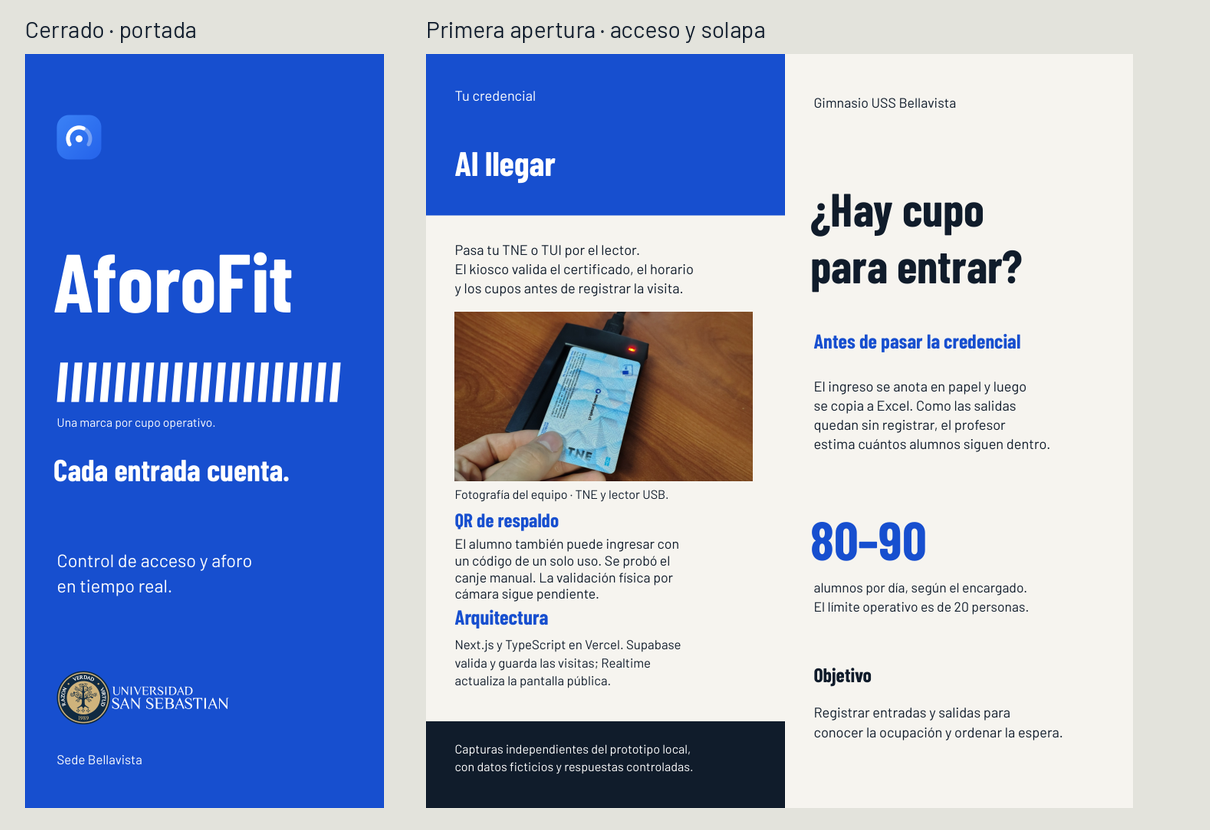 Cerrado · portada
AforoFit
Una marca por cupo operativo.
Cada entrada cuenta.
Control de acceso y aforo
en tiempo real.
UNIVERSIDAD
SAN SEBASTIAN
Sede Bellavista
Primera apertura · acceso y solapa
Tu credencial
Al llegar
Pasa tu TNE o TUI por el lector.
El kiosco valida el certificado, el horario
y los cupos antes de registrar la visita.
TNE
Fotografía del equipo · TNE y lector USB.
QR de respaldo
El alumno también puede ingresar con
un código de un solo uso. Se probó el
canje manual. La validación física por
cámara sigue pendiente.
Arquitectura
Next.js y TypeScript en Vercel. Supabase
valida y guarda las visitas; Realtime
actualiza la pantalla pública.
Capturas independientes del prototipo local,
con datos ficticios y respuestas controladas.
Gimnasio USS Bellavista
¿Hay cupo
para entrar?
Antes de pasar la credencial
El ingreso se anota en papel y luego
se copia a Excel. Como las salidas
quedan sin registrar, el profesor
estima cuántos alumnos siguen dentro.
80–90
alumnos por día, según el encargado.
El límite operativo es de 20 personas.
Objetivo
Registrar entradas y salidas para
conocer la ocupación y ordenar la espera.